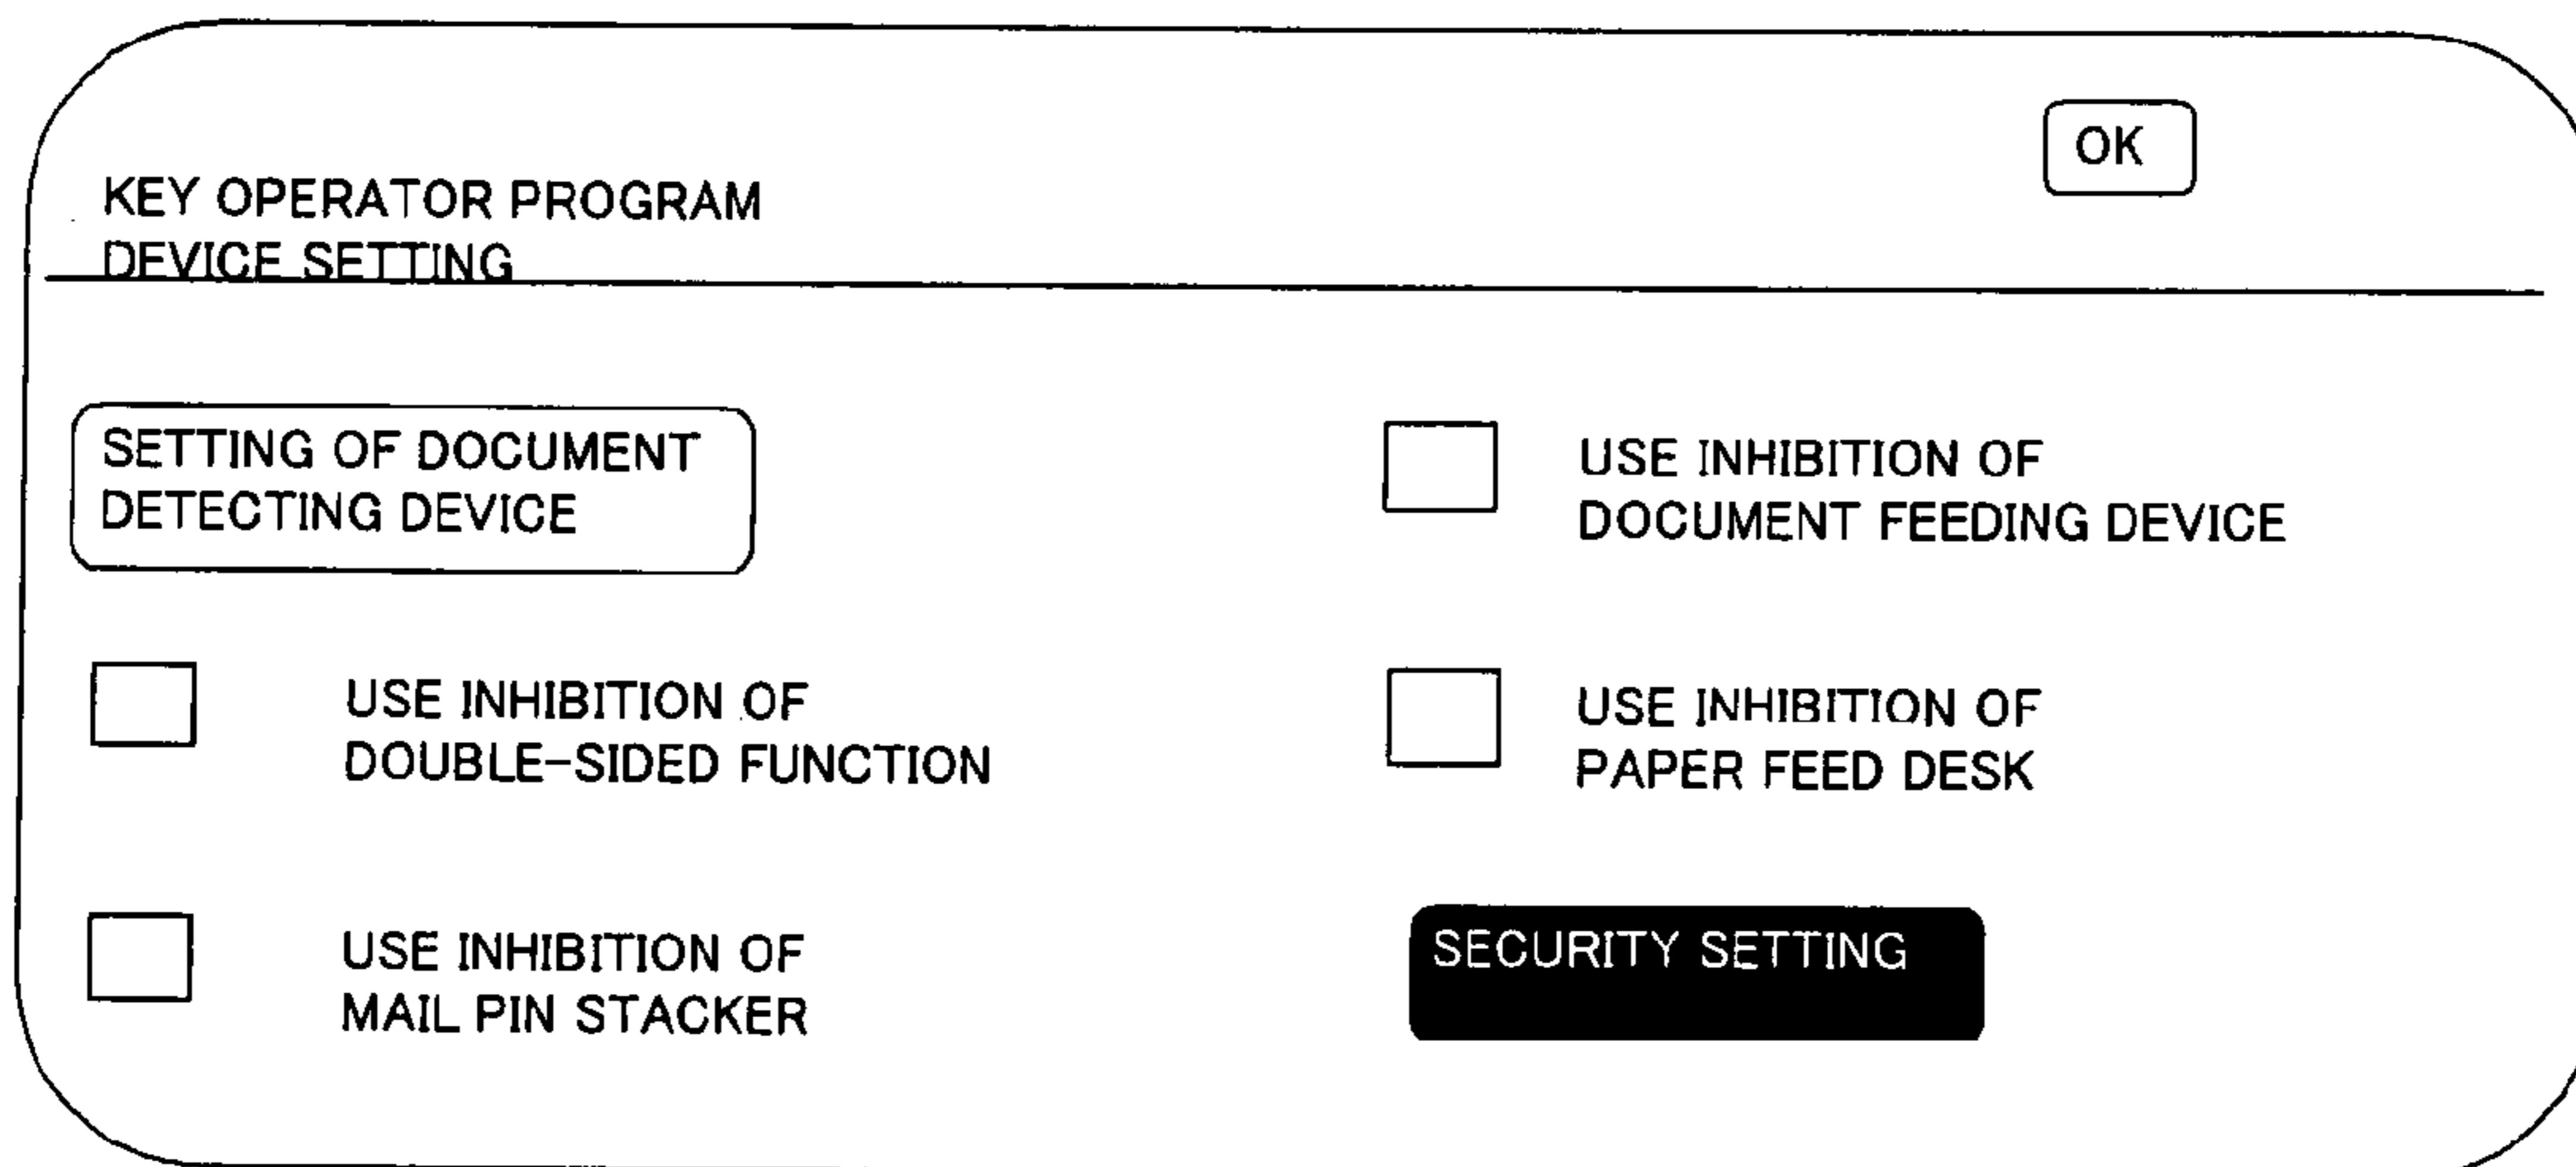 OK
KEY OPERATOR PROGRAM
DEVICE SETTING
SETTING OF DOCUMENT
DETECTING DEVICE
USE INHIBITION OF
DOCUMENT FEEDING DEVICE
USE INHIBITION OF
DOUBLE-SIDED FUNCTION
USE INHIBITION OF
PAPER FEED DESK
USE INHIBITION OF
MAIL PIN STACKER
SECURITY SETTING